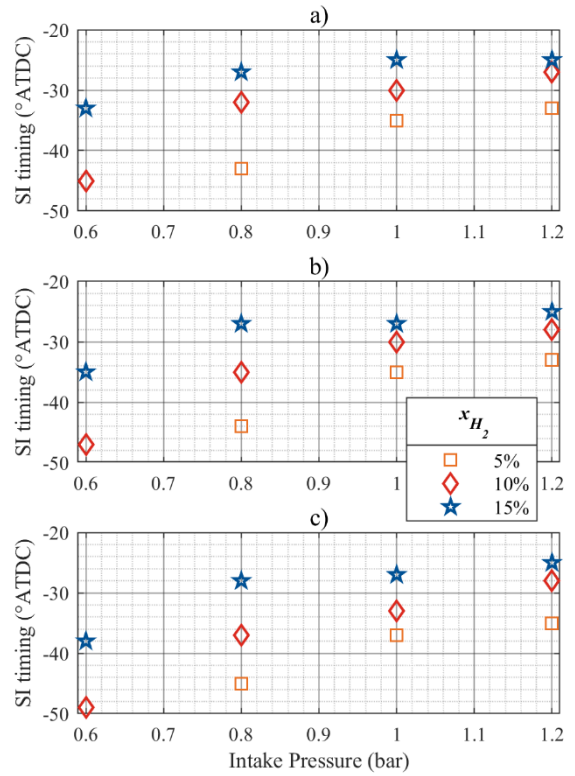 a)
SI timing (°ATDC)
-20
-30
-40
-50
0.6 0.7 0.8 0.9 1 1.1 1.2
b)
SI timing (°ATDC)
-20
-30
-40
-50
0.6 0.7 0.8 0.9 1 1.1 1.2
x_{H_2}
5%
10%
15%
c)
SI timing (°ATDC)
-20
-30
-40
-50
0.6 0.7 0.8 0.9 1 1.1 1.2
Intake Pressure (bar)